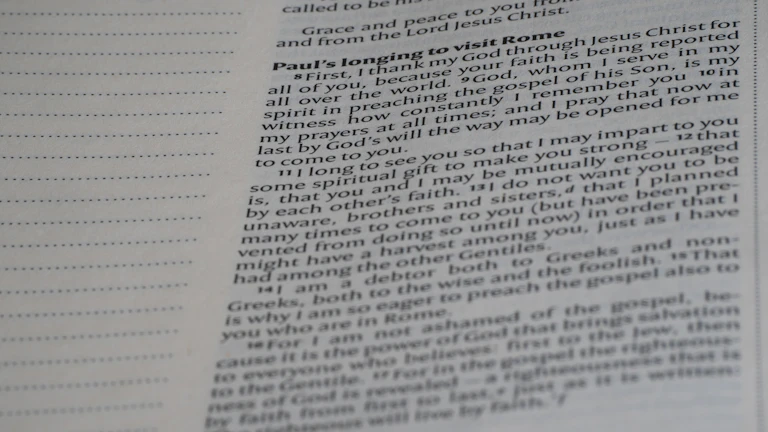 called to be his
Grace and peace to you from
and from the Lord Jesus Christ.
Paul's longing to visit Rome
8 First, I thank my God through Jesus Christ for
all of you, because your faith is being reported
all over the world. 9 God, whom I serve in my
spirit in preaching the gospel of his Son, is my
witness how constantly I remember you 10 in
my prayers at all times; and I pray that now at
last by God's will the way may be opened for me
to come to you.
11 I long to see you so that I may impart to you
some spiritual gift to make you strong – 12 that
is, that you and I may be mutually encouraged
by each other's faith. 13 I do not want you to be
unaware, brothers and sisters,d that I planned
many times to come to you (but have been pre-
vented from doing so until now) in order that I
might have a harvest among you, just as I have
had among the other Gentiles.
14 I am a debtor both to Greeks and non-
Greeks, both to the wise and the foolish. 15 That
is why I am so eager to preach the gospel also to
you who are in Rome.
16 For I am not ashamed of the gospel, be-
cause it is the power of God that brings salvation
to everyone who believes: first to the Jew, then
to the Gentile. 17 For in the gospel the righteous-
ness of God is revealed – a righteousness that is
by faith from first to last,e just as it is written:
righteous will live by faith.'f